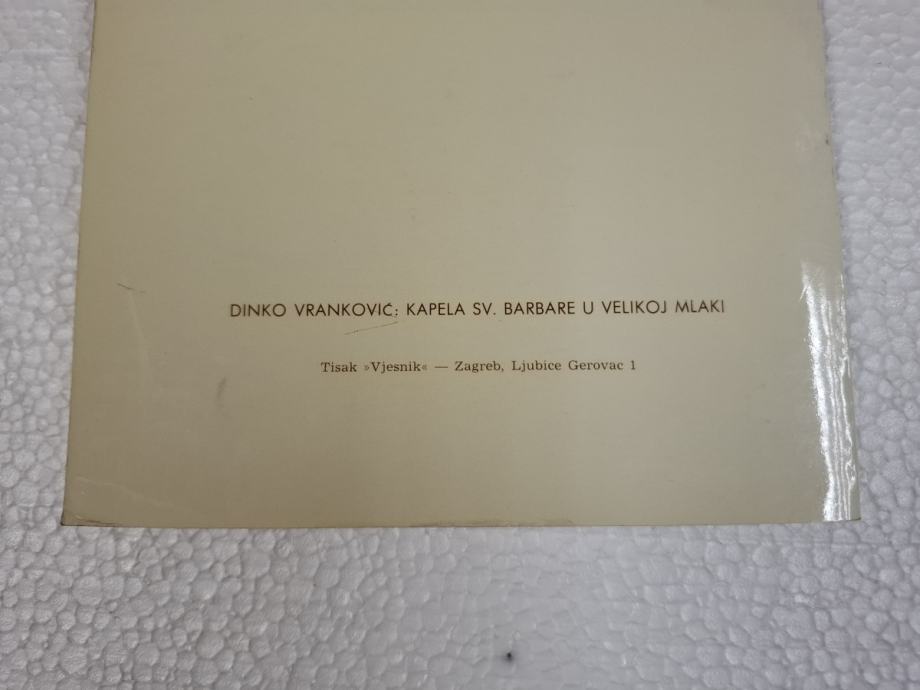 DINKO VRANKOVIĆ: KAPELA SV. BARBARE U VELIKOJ MLAKI
Tisak »Vjesnik« — Zagreb, Ljubice Gerovac 1